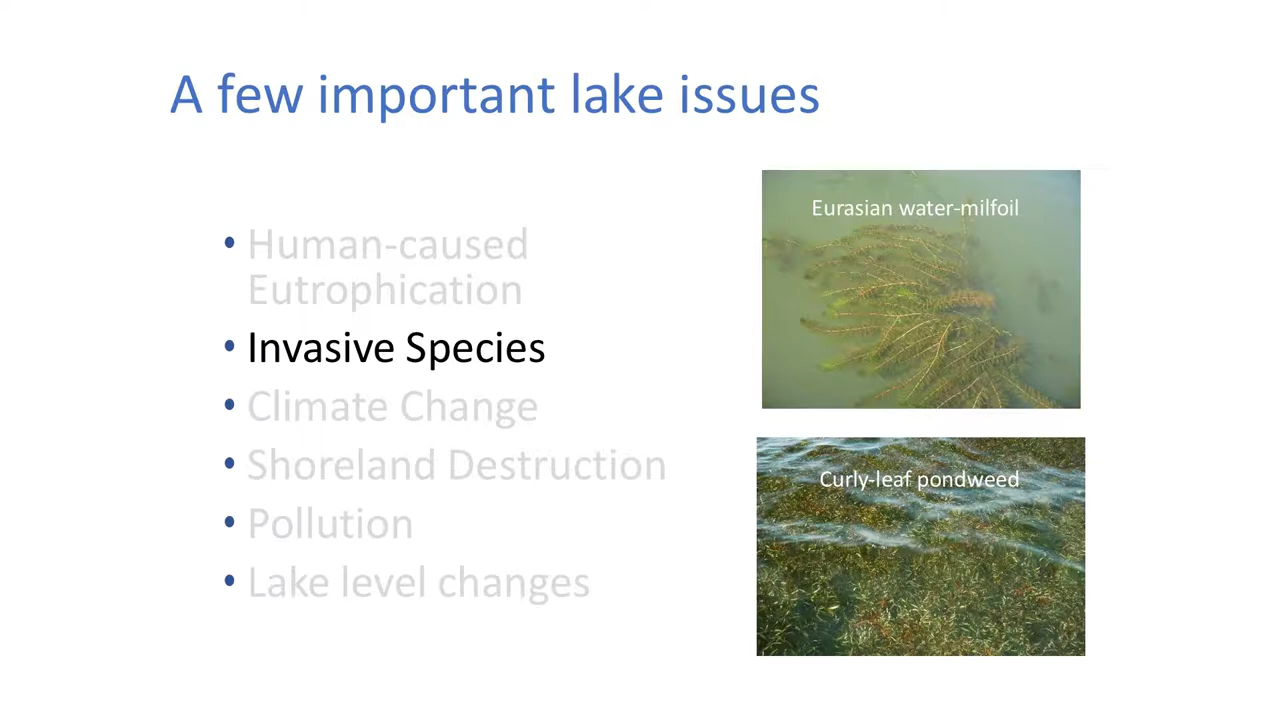 A few important lake issues
• Human-caused
Eutrophication
• Invasive Species
• Climate Change
• Shoreland Destruction
• Pollution
• Lake level changes
Eurasian water-milfoil
Curly-leaf pondweed